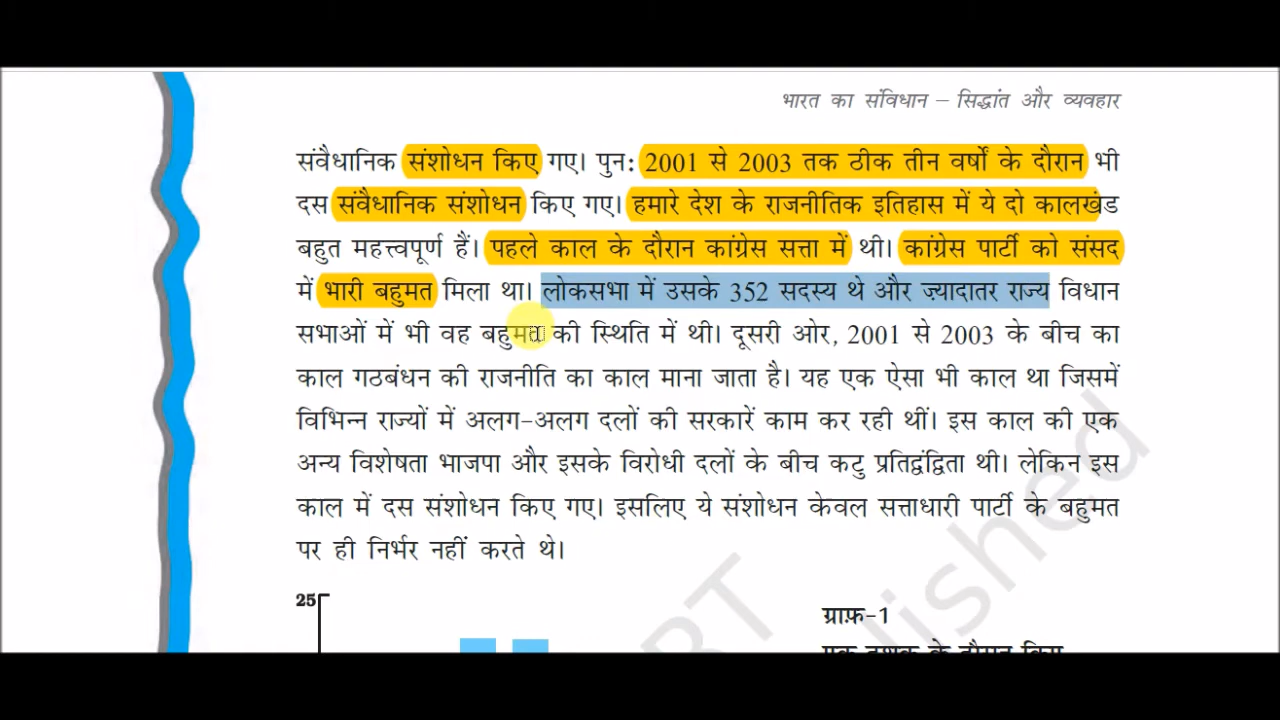 भारत का संविधान – सिद्धांत और व्यवहार
संवैधानिक संशोधन किए गए। पुन: 2001 से 2003 तक ठीक तीन वर्षों के दौरान भी
दस संवैधानिक संशोधन किए गए। हमारे देश के राजनीतिक इतिहास में ये दो कालखंड
बहुत महत्त्वपूर्ण हैं। पहले काल के दौरान कांग्रेस सत्ता में थी। कांग्रेस पार्टी को संसद
में भारी बहुमत मिला था। लोकसभा में उसके 352 सदस्य थे और ज़्यादातर राज्य विधान
सभाओं में भी वह बहुमत की स्थिति में थी। दूसरी ओर, 2001 से 2003 के बीच का
काल गठबंधन की राजनीति का काल माना जाता है। यह एक ऐसा भी काल था जिसमें
विभिन्न राज्यों में अलग-अलग दलों की सरकारें काम कर रही थीं। इस काल की एक
अन्य विशेषता भाजपा और इसके विरोधी दलों के बीच कटु प्रतिद्वंद्विता थी। लेकिन इस
काल में दस संशोधन किए गए। इसलिए ये संशोधन केवल सत्ताधारी पार्टी के बहुमत
पर ही निर्भर नहीं करते थे।
25
ग्राफ़-1